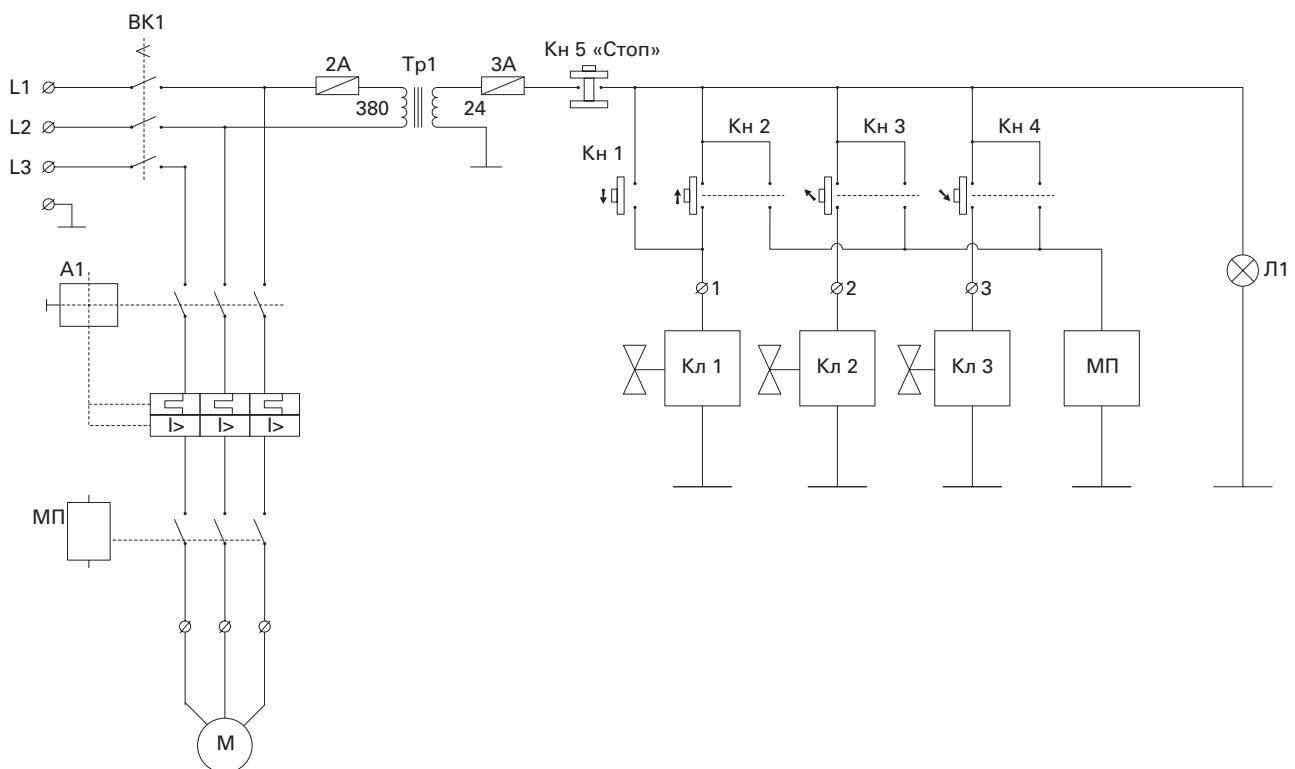 ВК1
L1
L2
L3
2А
380
Тр1
24
3А
Кн 5 «Стоп»
Кн 1
Кн 2
Кн 3
Кн 4
А1
I>
I>
I>
МП
М
1
2
3
Кл 1
Кл 2
Кл 3
МП
Л1